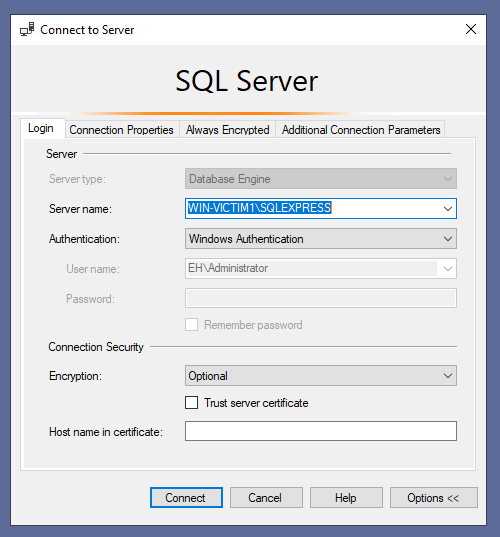 Connect to Server
SQL Server
Login Connection Properties Always Encrypted Additional Connection Parameters
Server
Server type: Database Engine
Server name: WIN-VICTIM1\SQLEXPRESS
Authentication: Windows Authentication
User name: EH\Administrator
Password:
Remember password
Connection Security
Encryption: Optional
Trust server certificate
Host name in certificate:
Connect Cancel Help Options <<